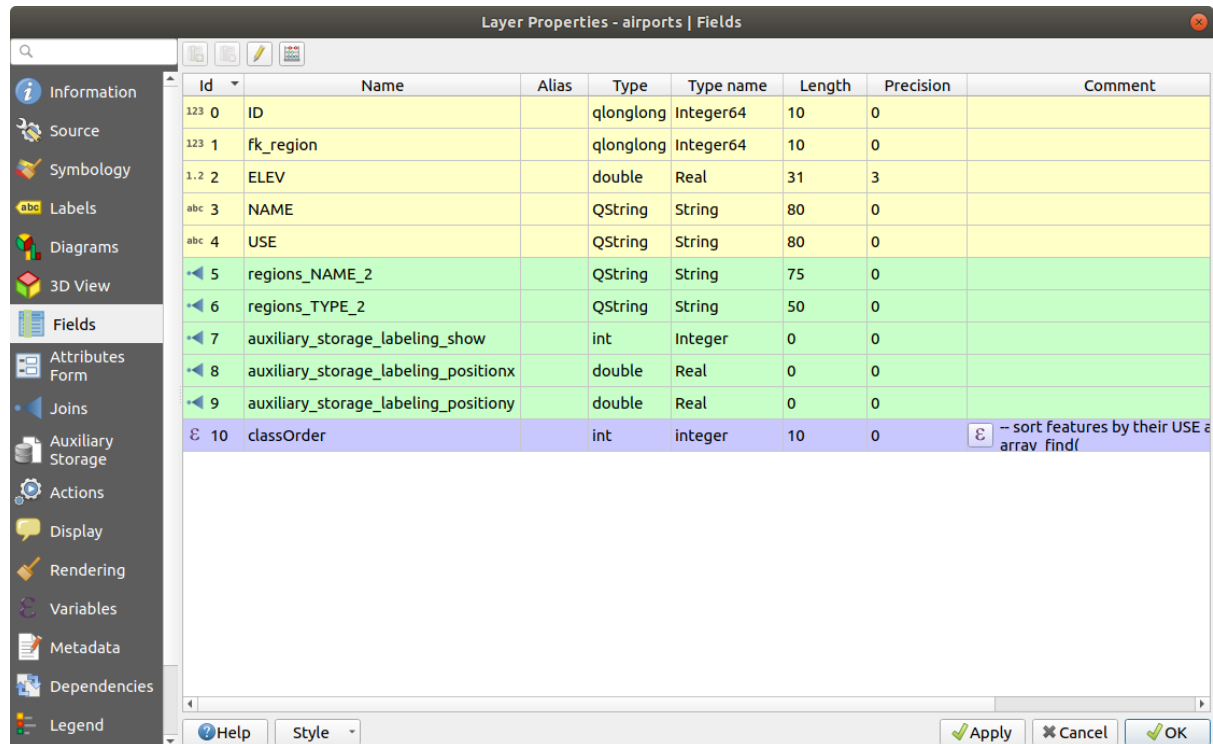 Layer Properties - airports | Fields
Information
Source
Symbology
abc Labels
Diagrams
3D View
Fields
Attributes
Form
Joins
Auxiliary
Storage
Actions
Display
Rendering
Variables
Metadata
Dependencies
Legend
Id Name Alias Type Type name Length Precision Comment
123 0 ID qlonglong Integer64 10 0
123 1 fk_region qlonglong Integer64 10 0
1.2 2 ELEV double Real 31 3
abc 3 NAME QString String 80 0
abc 4 USE QString String 80 0
5 regions_NAME_2 QString String 75 0
6 regions_TYPE_2 QString String 50 0
7 auxiliary_storage_labeling_show int Integer 0 0
8 auxiliary_storage_labeling_positionx double Real 0 0
9 auxiliary_storage_labeling_positiony double Real 0 0
ε 10 classOrder int integer 10 0 ε -- sort features by their USE a
array_find(
Help Style Apply Cancel OK